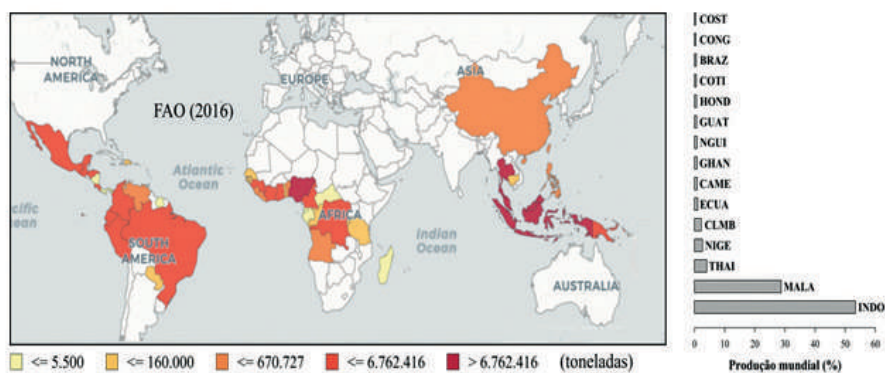 NORTH
AMERICA
EUROPE
ASIA
FAO (2016)
Atlantic
Ocean
cific
cean
AFRICA
Indian
Ocean
SOUTH
AMERICA
AUSTRALIA
<= 5.500 <= 160.000 <= 670.727 <= 6.762.416 > 6.762.416 (toneladas)
COST
CONG
BRAZ
COTI
HOND
GUAT
NGUI
GHAN
CAME
ECUA
CLMB
NIGE
THAI
MALA
INDO
0 10 20 30 40 50 60
Produção mundial (%)